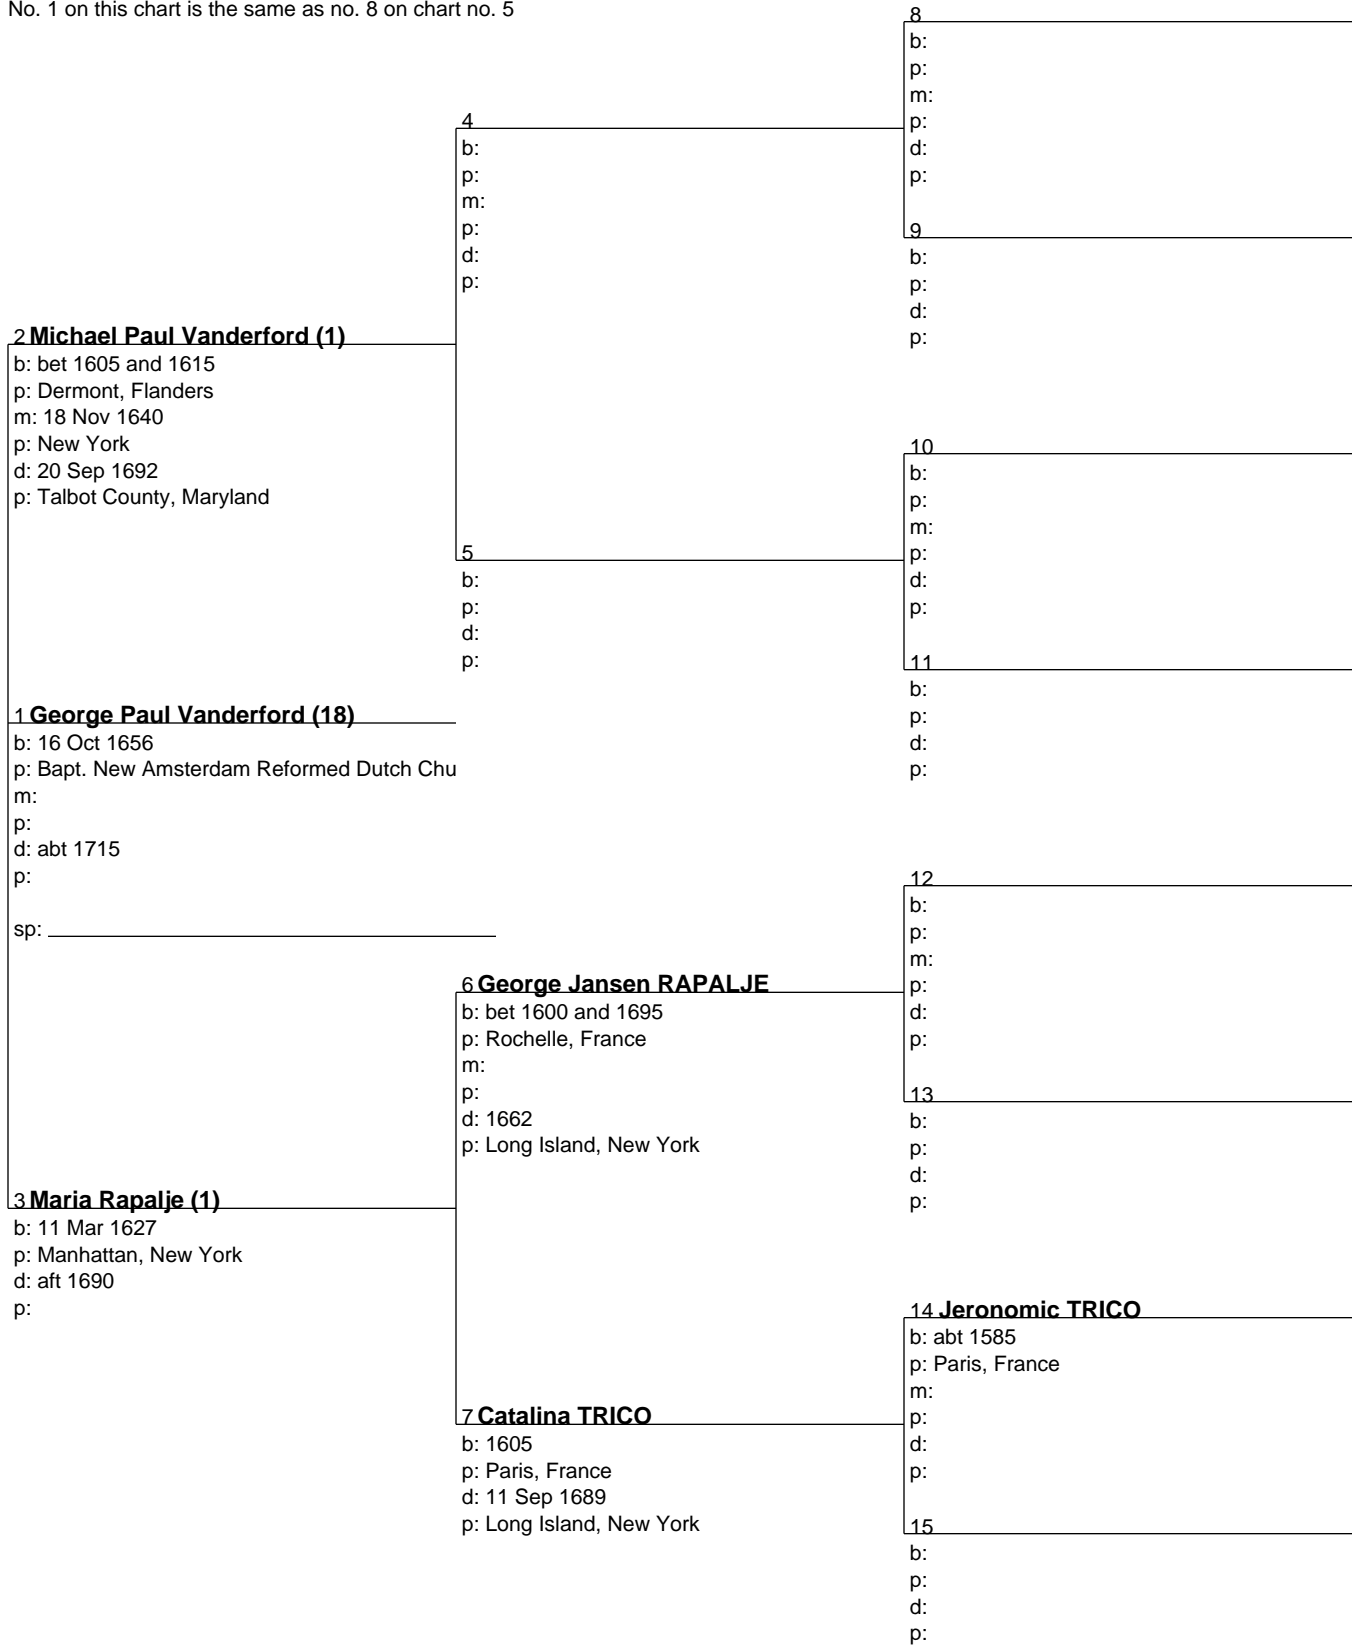 No. 1 on this chart is the same as no. 8 on chart no. 5
8
b:
p:
m:
p:
d:
p:
4
b:
p:
m:
p:
d:
p:
9
b:
p:
d:
p:
2 Michael Paul Vanderford (1)
b: bet 1605 and 1615
p: Dermont, Flanders
m: 18 Nov 1640
p: New York
d: 20 Sep 1692
p: Talbot County, Maryland
10
b:
p:
m:
p:
d:
p:
5
b:
p:
d:
p:
11
b:
p:
d:
p:
1 George Paul Vanderford (18)
b: 16 Oct 1656
p: Bapt. New Amsterdam Reformed Dutch Chu
m:
p:
d: abt 1715
p:
sp:
12
b:
p:
m:
p:
d:
p:
6 George Jansen RAPALJE
b: bet 1600 and 1695
p: Rochelle, France
m:
p:
d: 1662
p: Long Island, New York
13
b:
p:
d:
p:
3 Maria Rapalje (1)
b: 11 Mar 1627
p: Manhattan, New York
d: aft 1690
p:
14 Jeronomic TRICO
b: abt 1585
p: Paris, France
m:
p:
d:
p:
7 Catalina TRICO
b: 1605
p: Paris, France
d: 11 Sep 1689
p: Long Island, New York
15
b:
p:
d:
p: